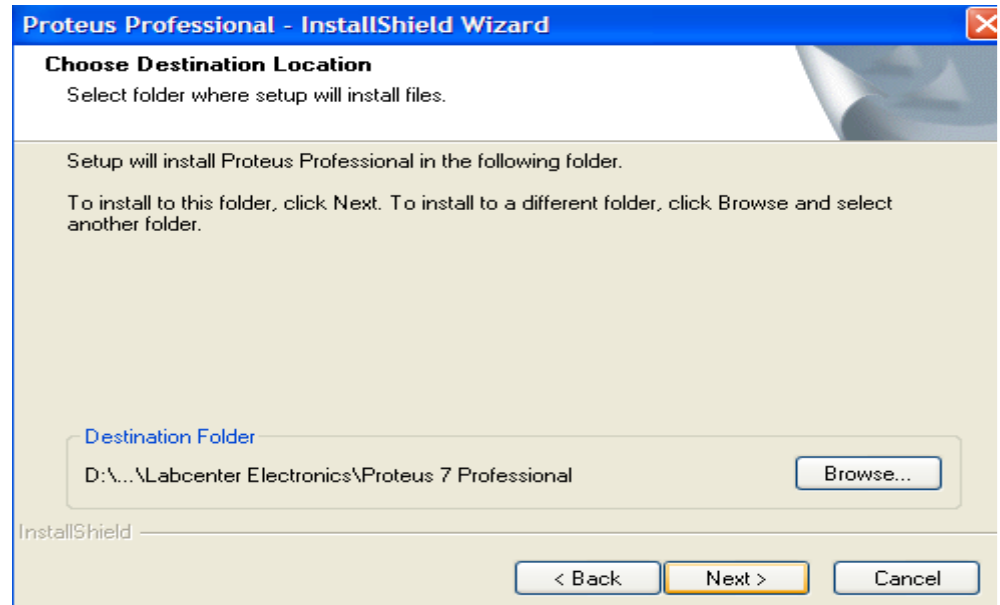 Proteus Professional - InstallShield Wizard
Choose Destination Location
Select folder where setup will install files.
Setup will install Proteus Professional in the following folder.
To install to this folder, click Next. To install to a different folder, click Browse and select
another folder.
Destination Folder
D:\...\Labcenter Electronics\Proteus 7 Professional
Browse...
InstallShield
< Back
Next >
Cancel